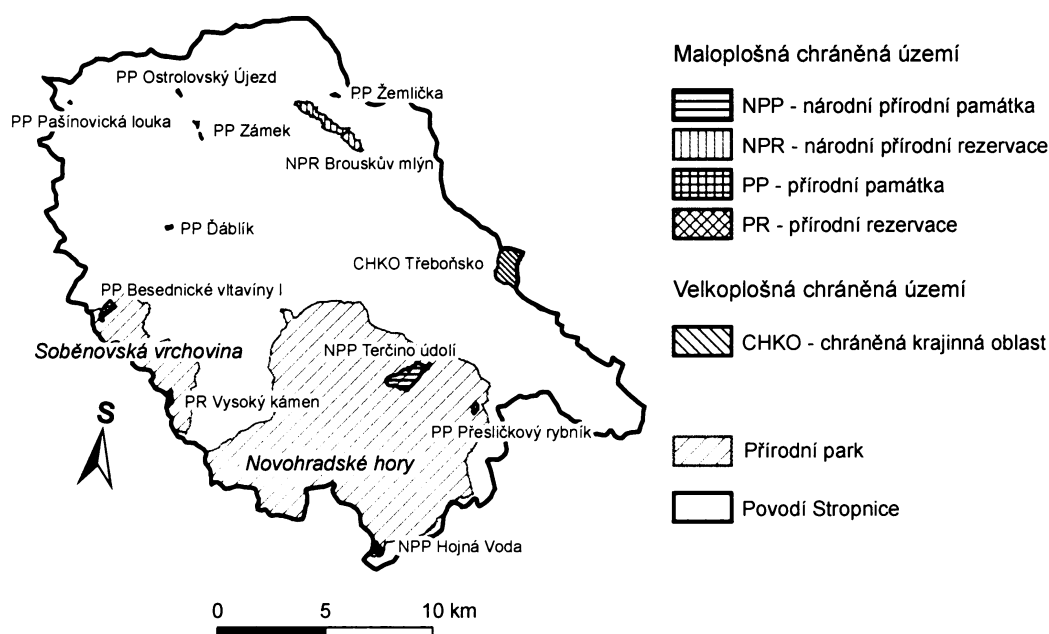 PP Ostrolovský Újezd
PP Žemlička
PP Pašínovická louka
PP Zámek
NPR Brouskův mlýn
PP Ďáblík
CHKO Třeboňsko
PP Besednické vltavíny I
Soběnovská vrchovina
NPP Terčino údolí
PR Vysoký kámen
PP Přesličkový rybník
S
Novohradské hory
NPP Hojná Voda
0 5 10 km
Maloplošná chráněná území
NPP - národní přírodní památka
NPR - národní přírodní rezervace
PP - přírodní památka
PR - přírodní rezervace
Velkoplošná chráněná území
CHKO - chráněná krajinná oblast
Přírodní park
Povodí Stropnice